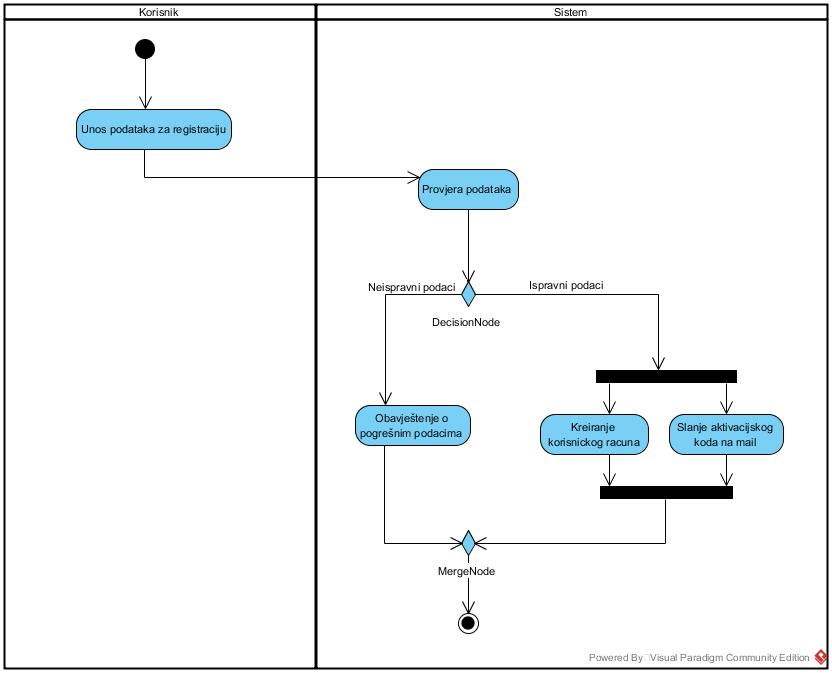 Korisnik
Sistem
Unos podataka za registraciju
Provjera podataka
Neispravni podaci
Ispravni podaci
DecisionNode
Obavještenje o
pogrešnim podacima
Kreiranje
korisnickog racuna
Slanje aktivacijskog
koda na mail
MergeNode
Powered By Visual Paradigm Community Edition